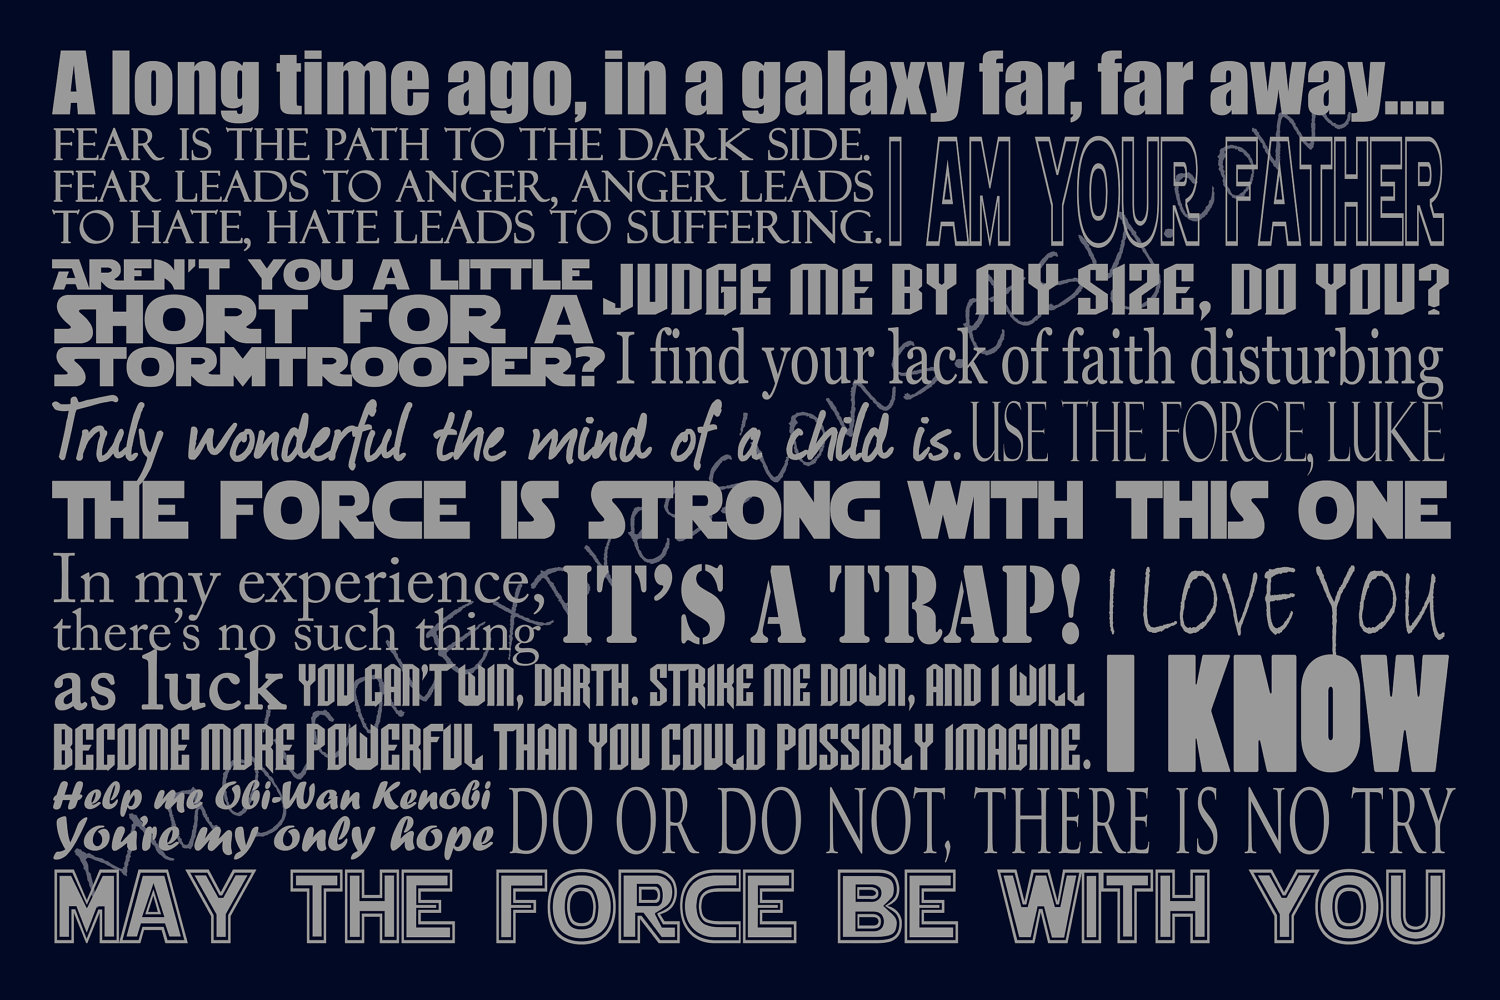 A long time ago, in a galaxy far, far away....
FEAR IS THE PATH TO THE DARK SIDE.
FEAR LEADS TO ANGER, ANGER LEADS
TO HATE, HATE LEADS TO SUFFERING.
I AM YOUR FATHER
AREN'T YOU A LITTLE
SHORT FOR A
STORMTROOPER?
JUDGE ME BY MY SIZE, DO YOU?
I find your lack of faith disturbing
Truly wonderful the mind of a child is.
USE THE FORCE, LUKE
THE FORCE IS STRONG WITH THIS ONE
In my experience,
there's no such thing
as luck
IT'S A TRAP!
I LOVE YOU
I KNOW
YOU CAN'T WIN, DARTH. STRIKE ME DOWN, AND I WILL
BECOME MORE POWERFUL THAN YOU COULD POSSIBLY IMAGINE.
Help me Obi-Wan Kenobi
You're my only hope
DO OR DO NOT, THERE IS NO TRY
MAY THE FORCE BE WITH YOU
MugicalExpressions.etsy.com